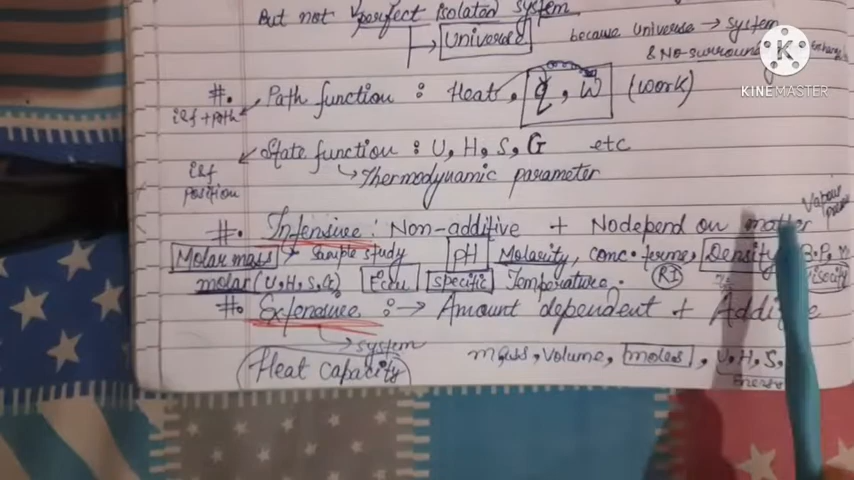 But not perfect isolated system
Universe because Universe → system
& No surround
KINEMASTER
#. Path function : Heat, q, w (work)
i&f + path
State function : U, H, S, G etc
i&f position
Thermodynamic parameter
#. Intensive : Non-additive + No depend on matter
Vapour
Molar mass → Sample study pH Molarity, conc. terms, Density, B.P,
molar (U, H, S, G) Ecell specific Temperature. RI viscosity
#. Extensive :→ Amount dependent + Additive
system
mass, volume, moles, U, H, S,
Heat capacity